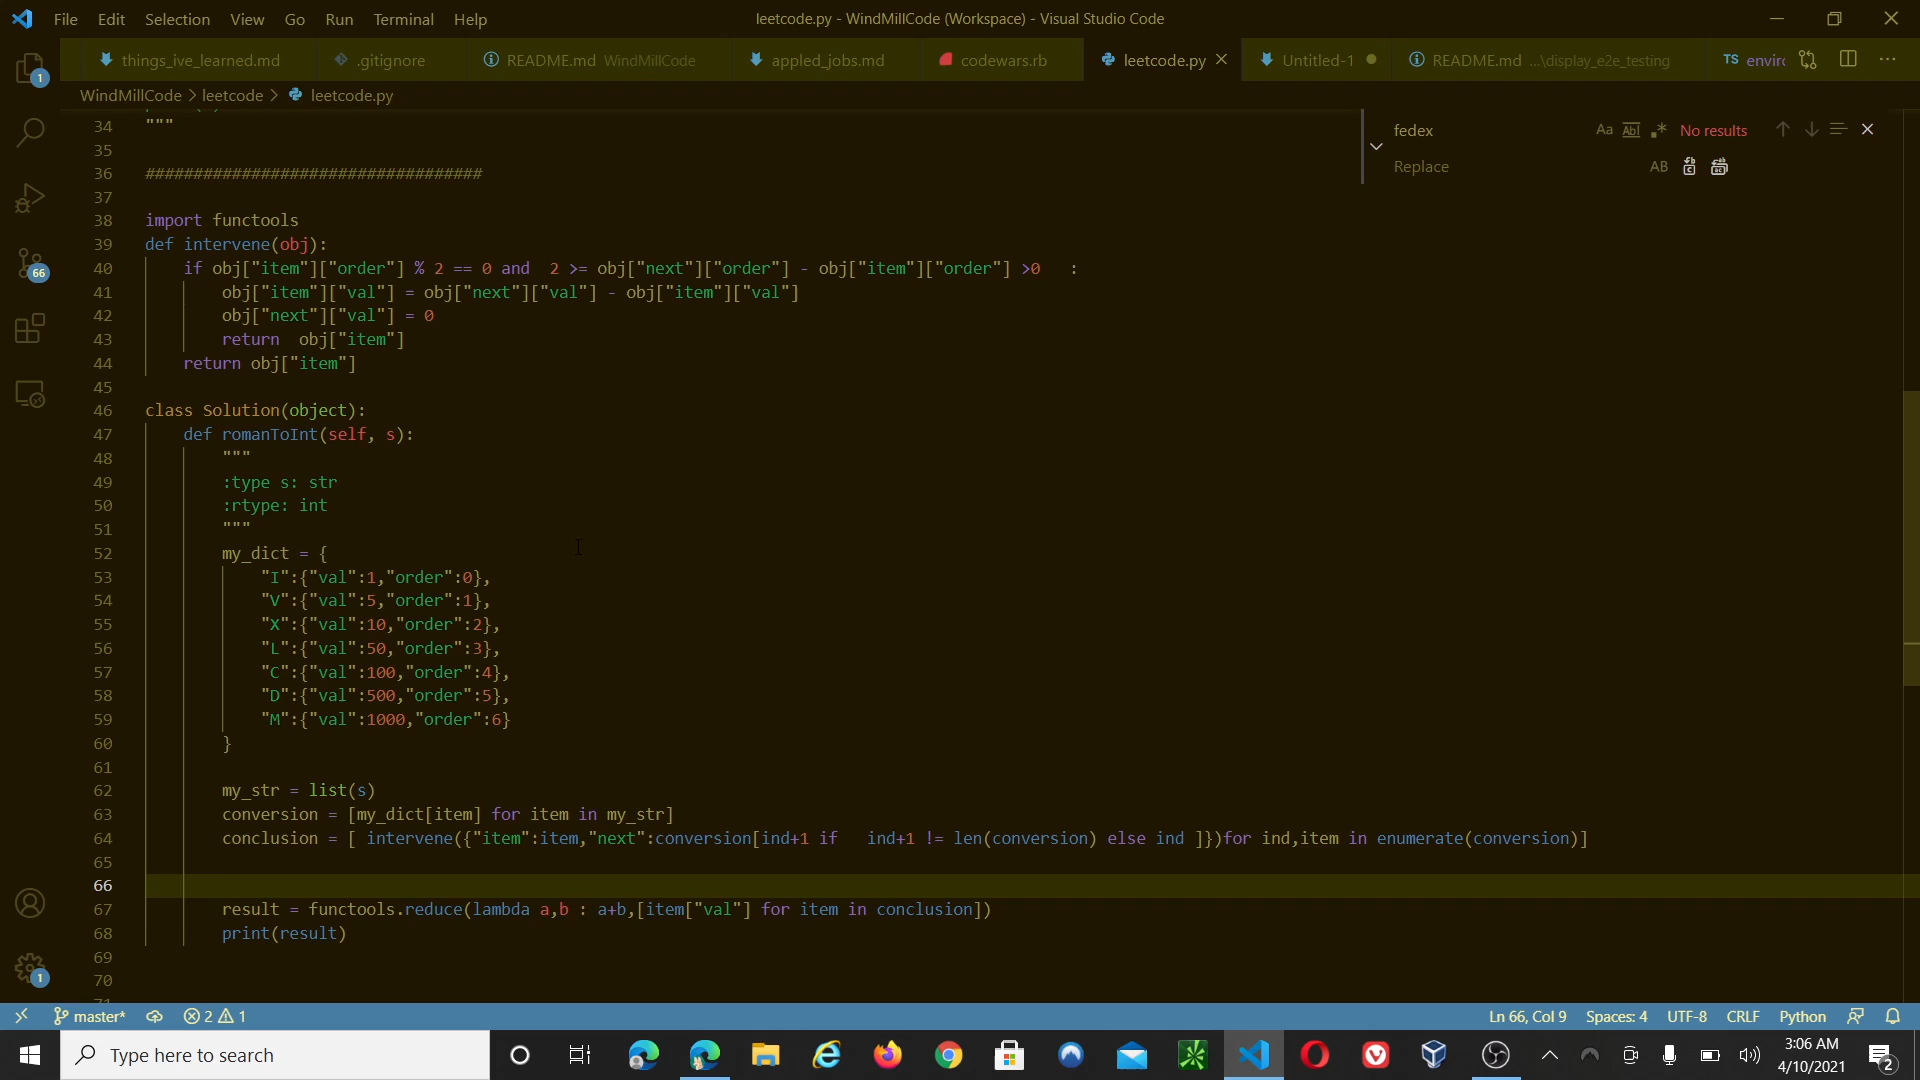 File Edit Selection View Go Run Terminal Help leetcode.py - WindMillCode (Workspace) - Visual Studio Code
things_ive_learned.md .gitignore README.md WindMillCode appled_jobs.md codewars.rb leetcode.py Untitled-1 README.md ...\display_e2e_testing TS envirc
WindMillCode > leetcode > leetcode.py
fedex Aa Abl .* No results
Replace AB
34 """
35
36 ###################################
37
38 import functools
39 def intervene(obj):
40 if obj["item"]["order"] % 2 == 0 and  2 >= obj["next"]["order"] - obj["item"]["order"] >0   :
41 obj["item"]["val"] = obj["next"]["val"] - obj["item"]["val"]
42 obj["next"]["val"] = 0
43 return  obj["item"]
44 return obj["item"]
45
46 class Solution(object):
47 def romanToInt(self, s):
48 """
49 :type s: str
50 :rtype: int
51 """
52 my_dict = {
53 "I":{"val":1,"order":0},
54 "V":{"val":5,"order":1},
55 "X":{"val":10,"order":2},
56 "L":{"val":50,"order":3},
57 "C":{"val":100,"order":4},
58 "D":{"val":500,"order":5},
59 "M":{"val":1000,"order":6}
60 }
61
62 my_str = list(s)
63 conversion = [my_dict[item] for item in my_str]
64 conclusion = [ intervene({"item":item,"next":conversion[ind+1 if   ind+1 != len(conversion) else ind ]})for ind,item in enumerate(conversion)]
65
66
67 result = functools.reduce(lambda a,b : a+b,[item["val"] for item in conclusion])
68 print(result)
69
70
1
66
1
master* 2 1 Ln 66, Col 9 Spaces: 4 UTF-8 CRLF Python
Type here to search
3:06 AM
4/10/2021
2